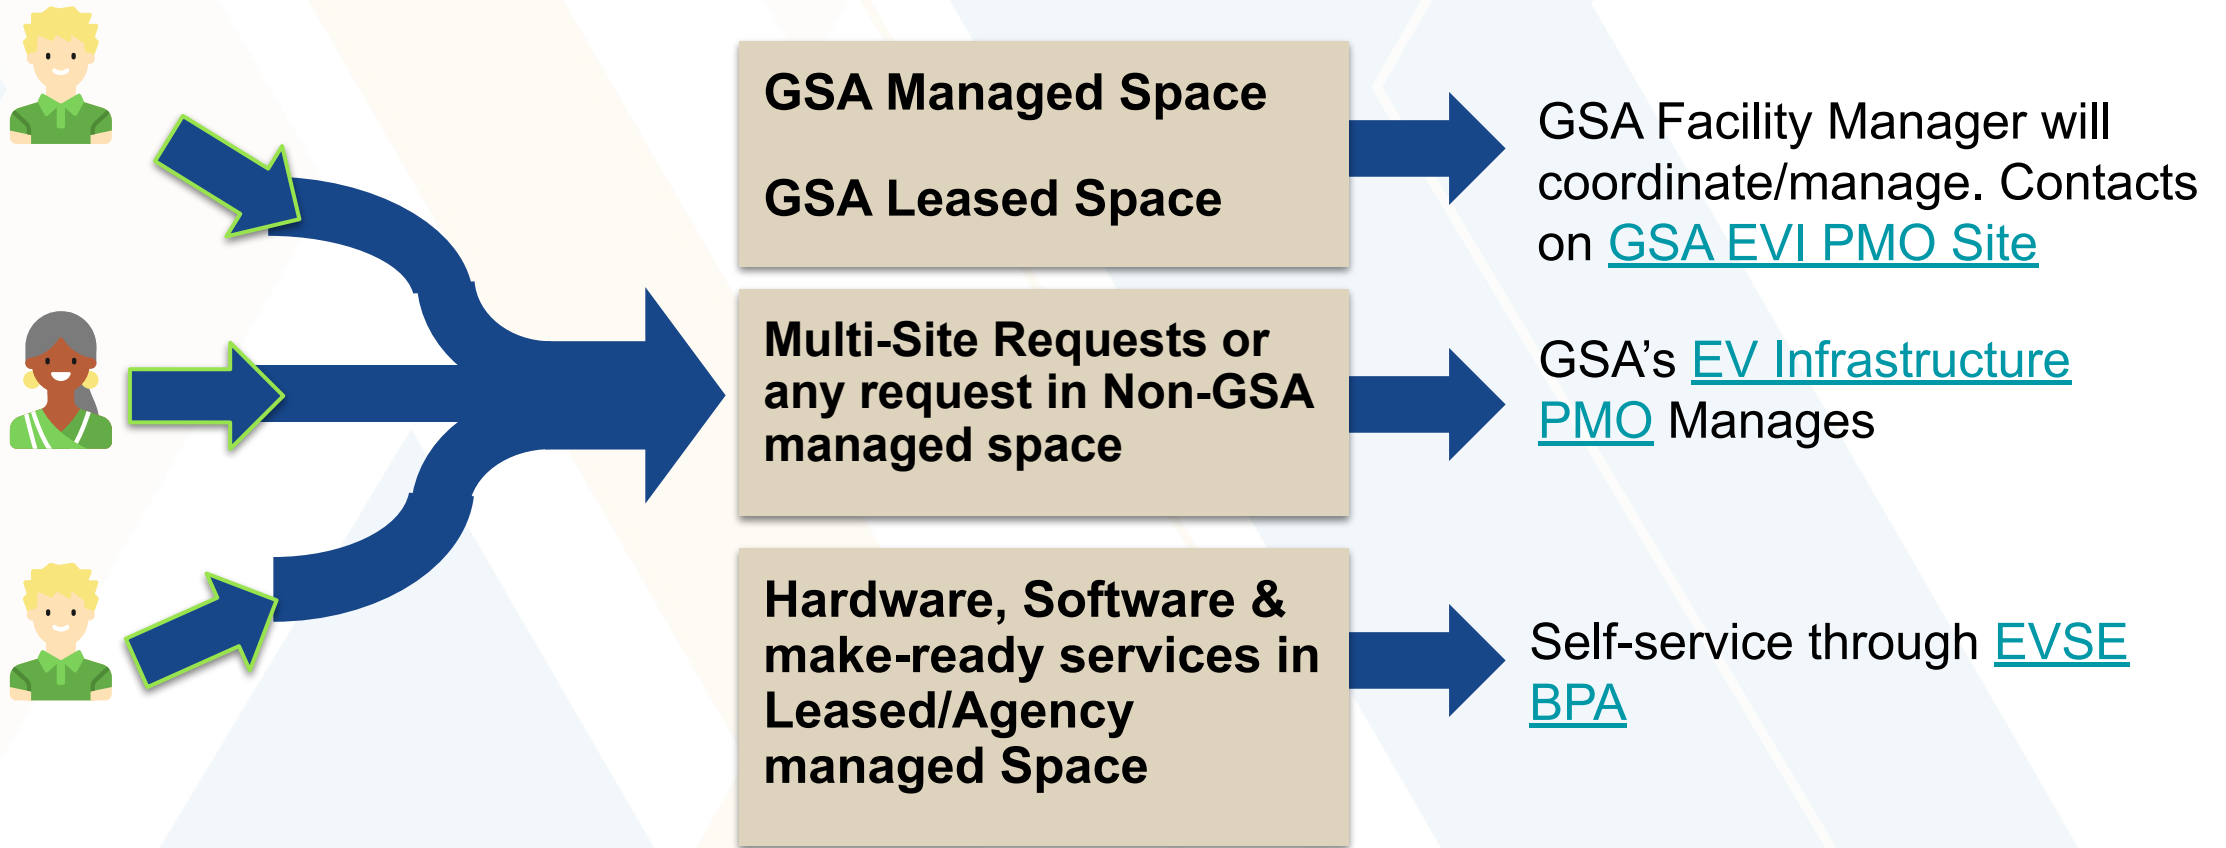 GSA Managed Space
GSA Leased Space
GSA Facility Manager will
coordinate/manage. Contacts
on GSA EVI PMO Site
Multi-Site Requests or
any request in Non-GSA
managed space
GSA’s EV Infrastructure
PMO Manages
Hardware, Software &
make-ready services in
Leased/Agency
managed Space
Self-service through EVSE
BPA